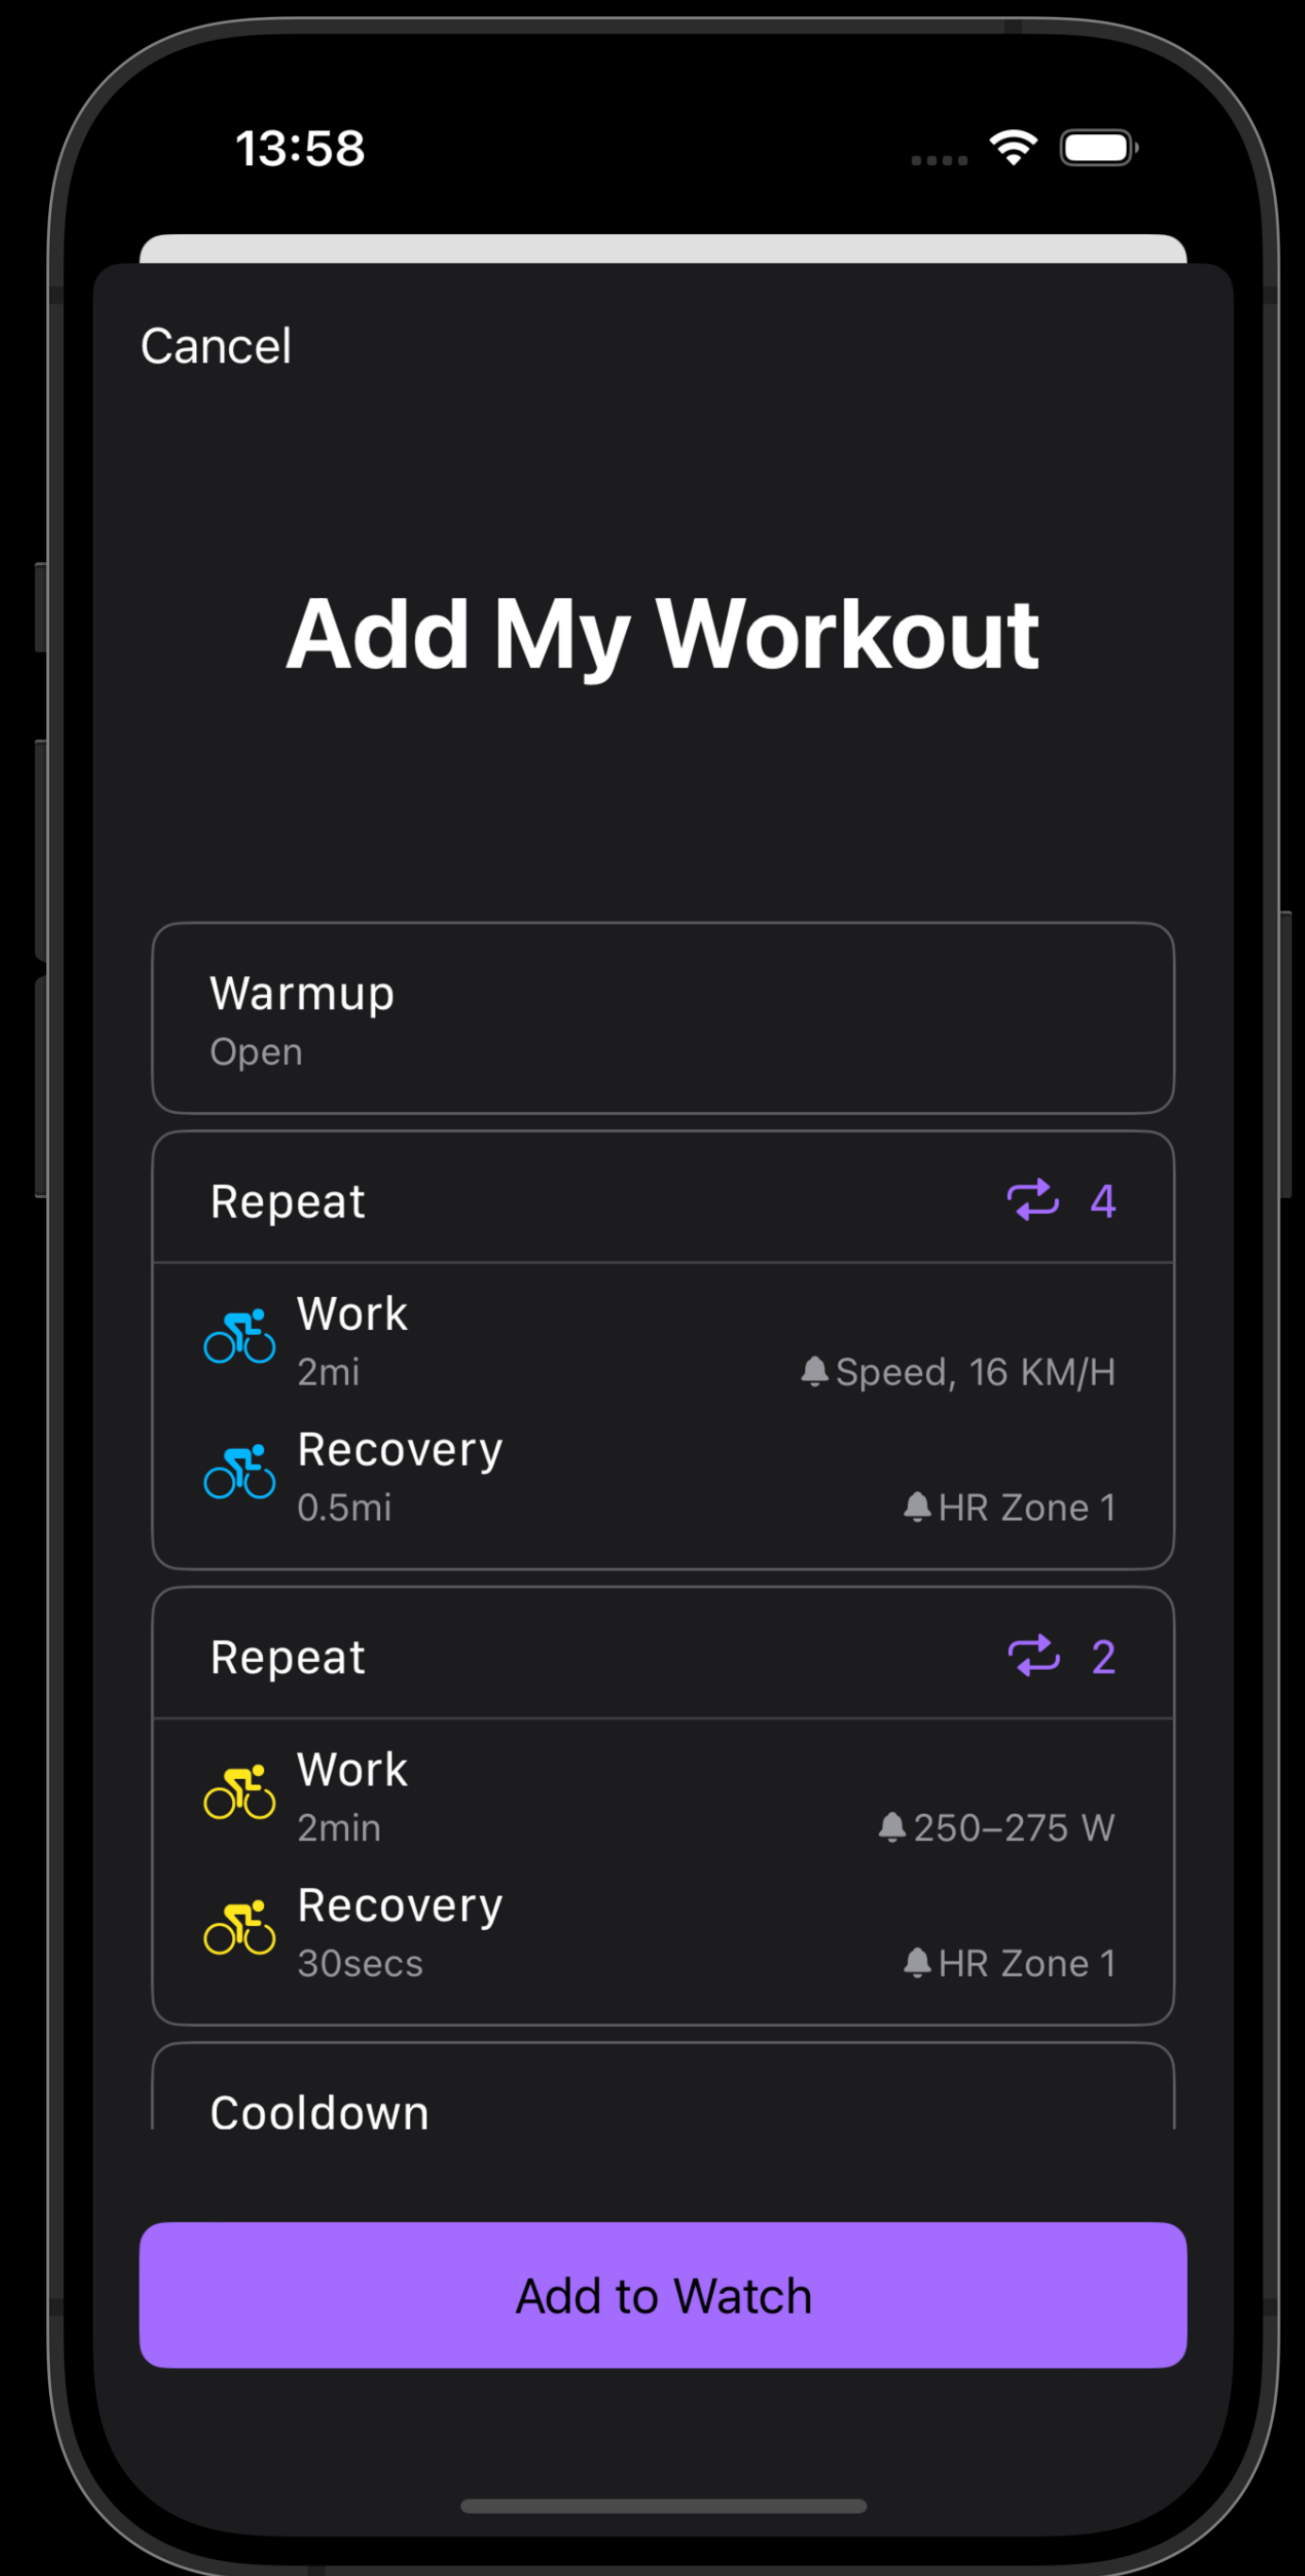 13:58
Cancel
Add My Workout
Warmup
Open
Repeat 4
Work
2mi Speed, 16 KM/H
Recovery
0.5mi HR Zone 1
Repeat 2
Work
2min 250–275 W
Recovery
30secs HR Zone 1
Cooldown
Add to Watch